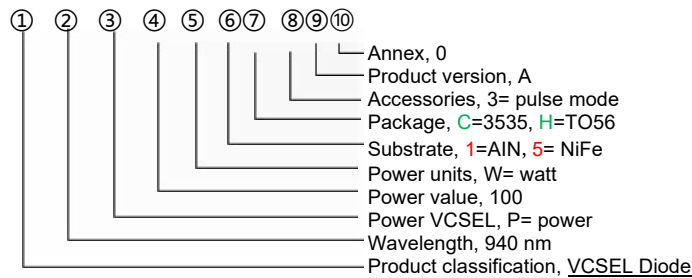 ① ② ③ ④ ⑤ ⑥⑦ ⑧⑨⑩
Annex, 0
Product version, A
Accessories, 3= pulse mode
Package, C=3535, H=TO56
Substrate, 1=AlN, 5= NiFe
Power units, W= watt
Power value, 100
Power VCSEL, P= power
Wavelength, 940 nm
Product classification, VCSEL Diode